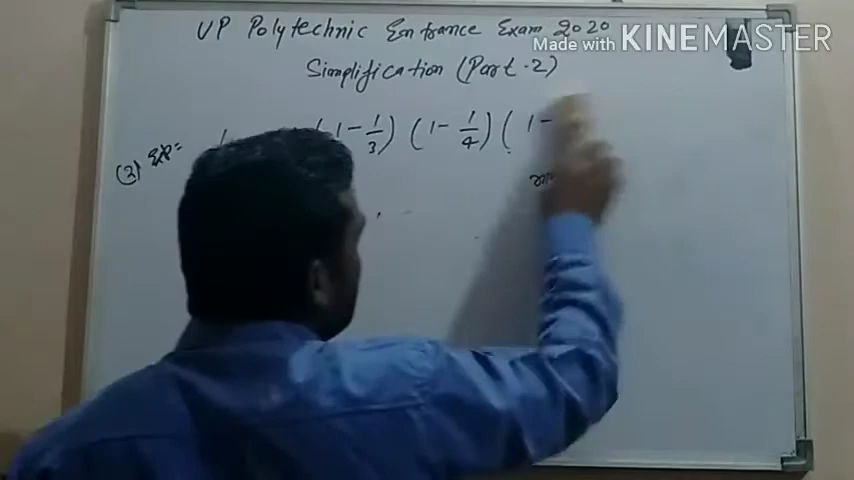 UP Polytechnic Entrance Exam 2020
Made with KINEMASTER
Simplification (Part-2)
(2) Exp= (1-1/3) (1-1/4) (1-